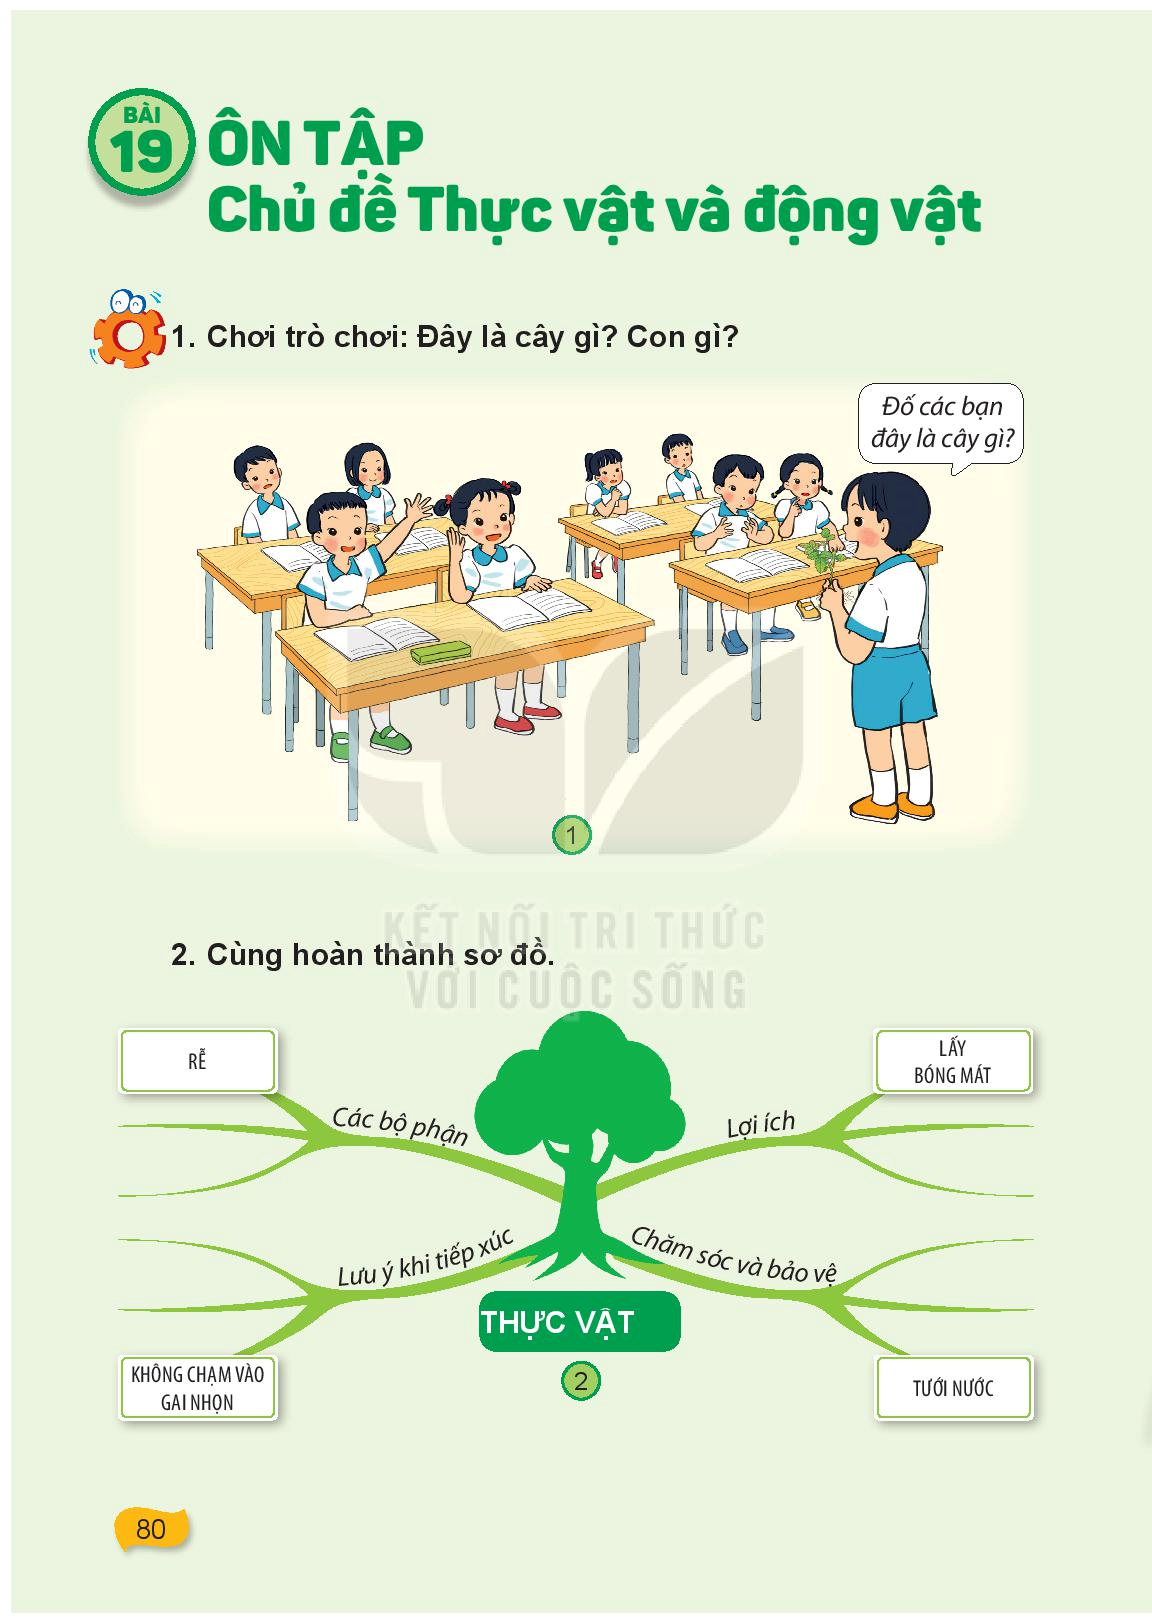 BÀI
19
ÔN TẬP
Chủ đề Thực vật và động vật
1. Chơi trò chơi: Đây là cây gì? Con gì?
Đố các bạn
đây là cây gì?
1
KẾT NỐI TRI THỨC
VỚI CUỘC SỐNG
2. Cùng hoàn thành sơ đồ.
RỄ
LẤY
BÓNG MÁT
Các bộ phận
Lợi ích
Lưu ý khi tiếp xúc
Chăm sóc và bảo vệ
THỰC VẬT
KHÔNG CHẠM VÀO
GAI NHỌN
2
TƯỚI NƯỚC
80